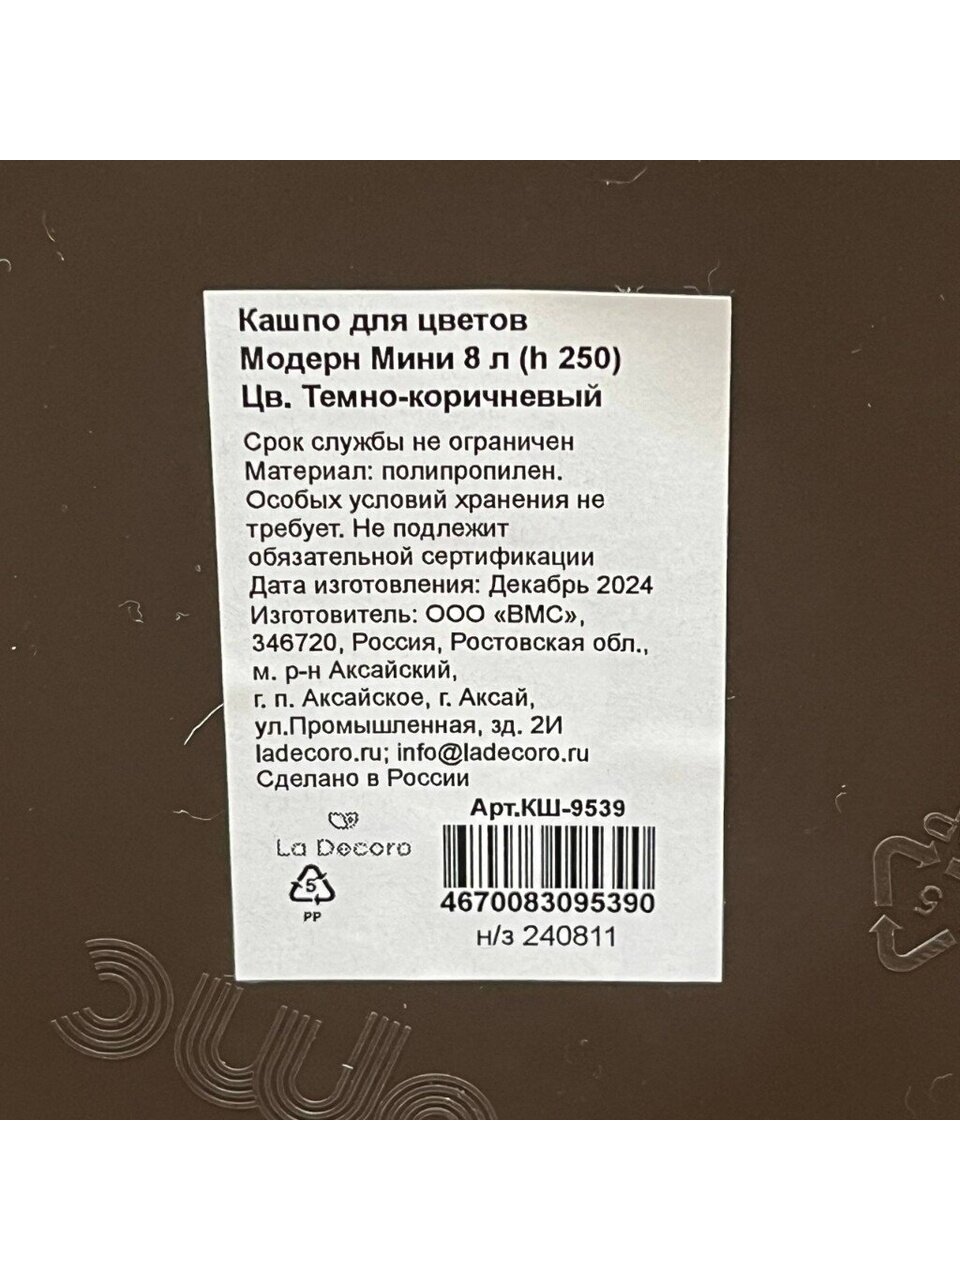 Кашпо для цветов
Модерн Мини 8 л (h 250)
Цв. Темно-коричневый
Срок службы не ограничен
Материал: полипропилен.
Особых условий хранения не
требует. Не подлежит
обязательной сертификации
Дата изготовления: Декабрь 2024
Изготовитель: ООО «ВМС»,
346720, Россия, Ростовская обл.,
м. р-н Аксайский,
г. п. Аксайское, г. Аксай,
ул.Промышленная, зд. 2И
ladecoro.ru; info@ladecoro.ru
Сделано в России
Арт.КШ-9539
La Decoro
5
PP
4670083095390
н/з 240811
5